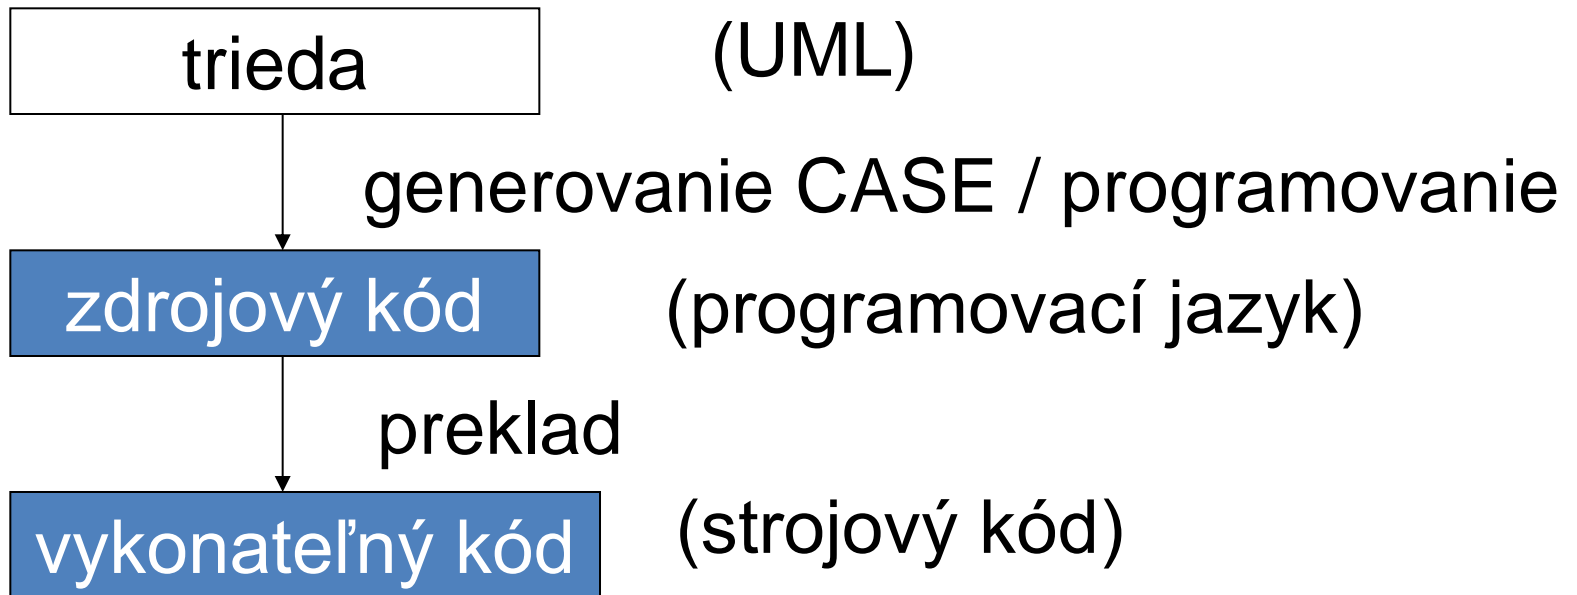 trieda
(UML)
generovanie CASE / programovanie
zdrojový kód
(programovací jazyk)
preklad
vykonateľný kód
(strojový kód)